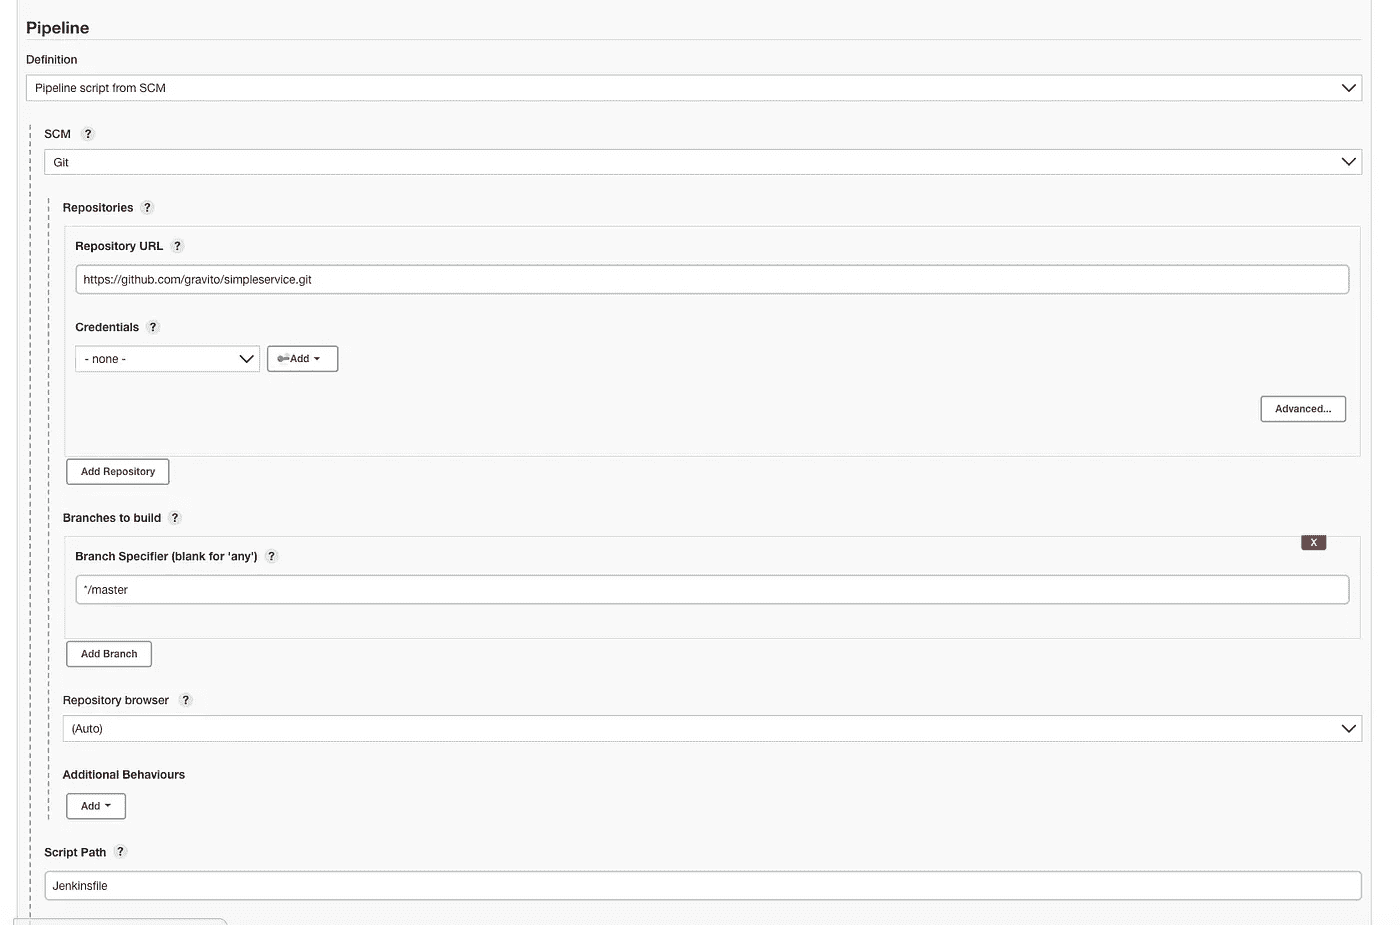 Pipeline
Definition
Pipeline script from SCM
SCM ?
Git
Repositories ?
Repository URL ?
https://github.com/gravito/simpleservice.git
Credentials ?
- none -
Add
Advanced...
Add Repository
Branches to build ?
X
Branch Specifier (blank for 'any') ?
*/master
Add Branch
Repository browser ?
(Auto)
Additional Behaviours
Add
Script Path ?
Jenkinsfile